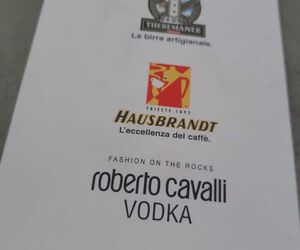 THERESIANER
La birra artigianale.
TRIESTE 1892
HAUSBRANDT
L'eccellenza del caffè.
FASHION ON THE ROCKS
roberto cavalli
VODKA